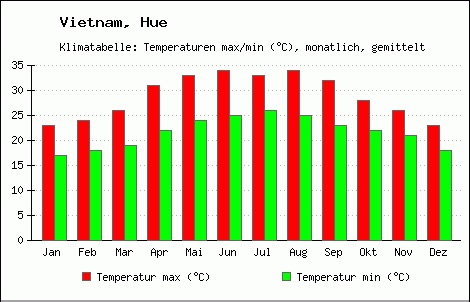 Vietnam, Hue
Klimatabelle: Temperaturen max/min (°C), monatlich, gemittelt
35
30
25
20
15
10
5
0
Jan Feb Mar Apr Mai Jun Jul Aug Sep Okt Nov Dez
Temperatur max (°C) Temperatur min (°C)